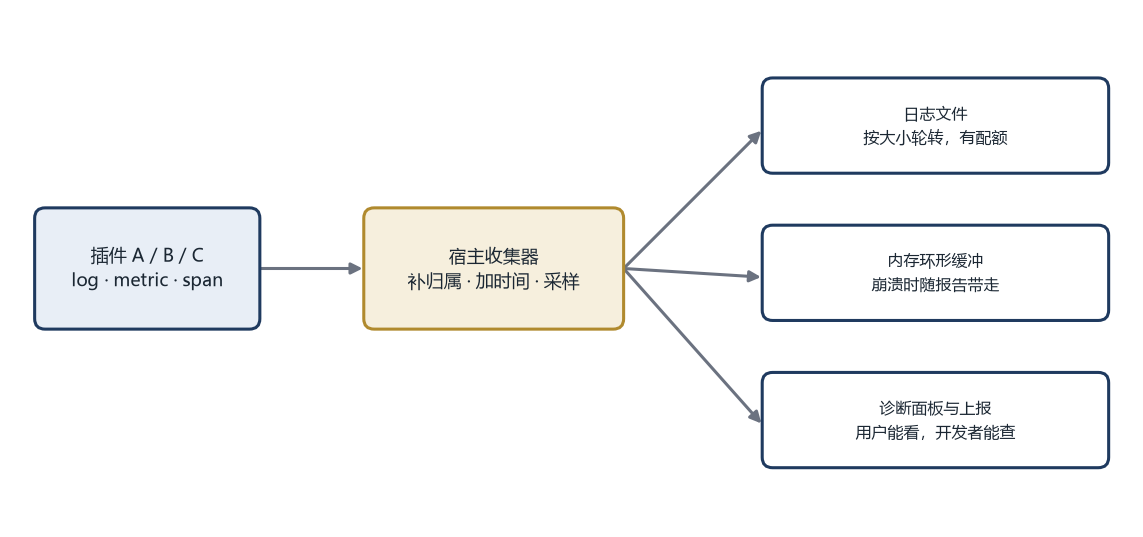 插件 A / B / C
log · metric · span
宿主收集器
补归属 · 加时间 · 采样
日志文件
按大小轮转，有配额
内存环形缓冲
崩溃时随报告带走
诊断面板与上报
用户能看，开发者能查